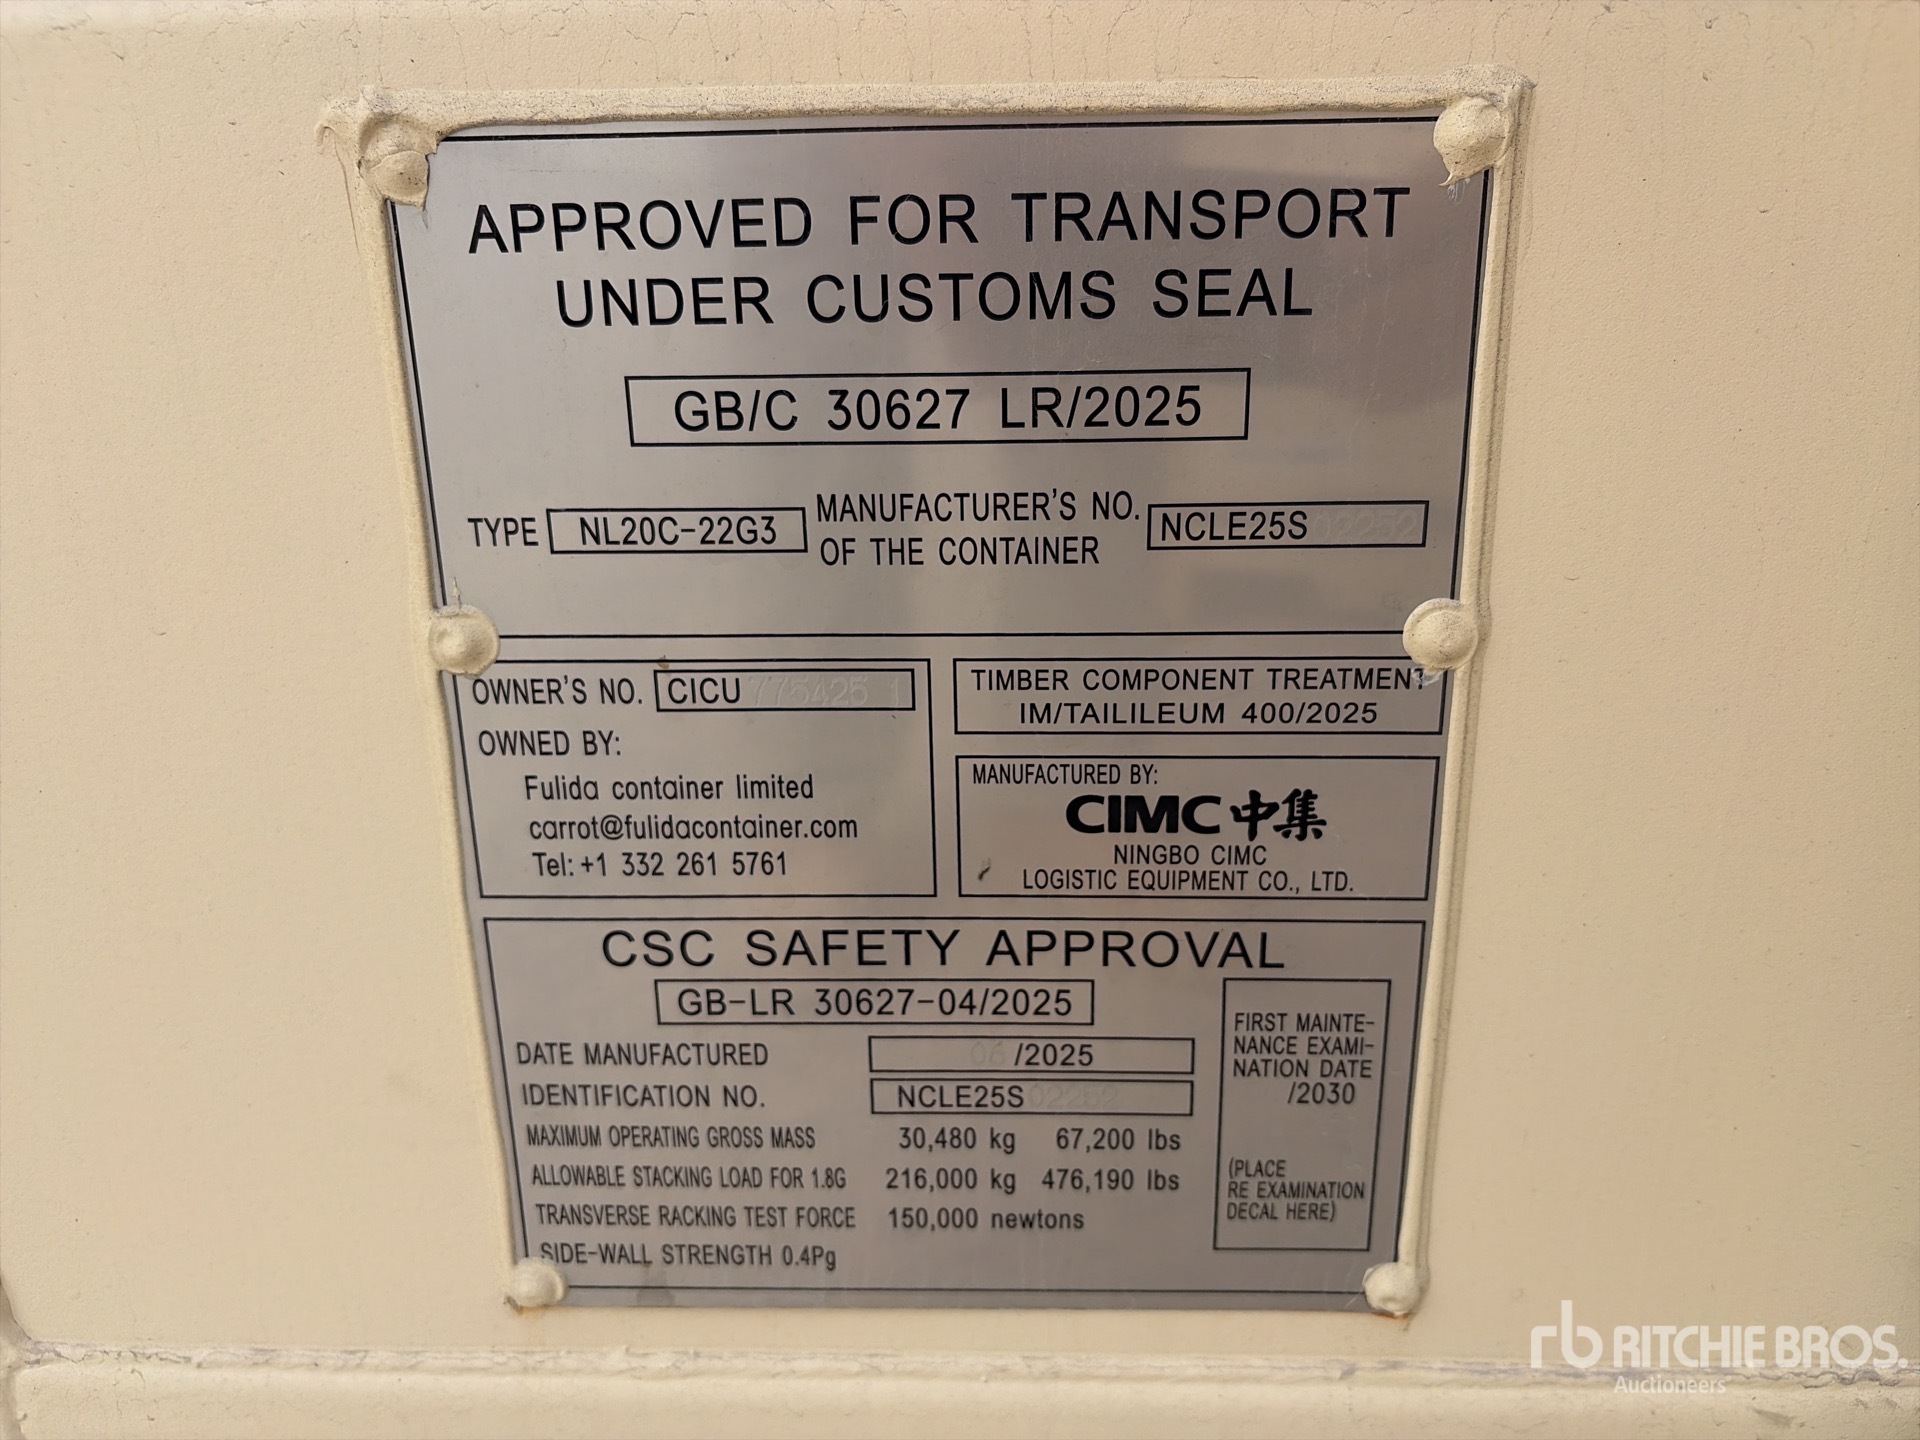 APPROVED FOR TRANSPORT
UNDER CUSTOMS SEAL
GB/C 30627 LR/2025
TYPE NL20C-22G3 MANUFACTURER'S NO. OF THE CONTAINER NCLE25S 02252
OWNER'S NO. CICU 775425 1
OWNED BY:
Fulida container limited
carrot@fulidacontainer.com
Tel: +1 332 261 5761
TIMBER COMPONENT TREATMENT
IM/TAILILEUM 400/2025
MANUFACTURED BY:
CIMC 中集
NINGBO CIMC
LOGISTIC EQUIPMENT CO., LTD.
CSC SAFETY APPROVAL
GB-LR 30627-04/2025
DATE MANUFACTURED 06 /2025
IDENTIFICATION NO. NCLE25S 02252
MAXIMUM OPERATING GROSS MASS 30,480 kg 67,200 lbs
ALLOWABLE STACKING LOAD FOR 1.8G 216,000 kg 476,190 lbs
TRANSVERSE RACKING TEST FORCE 150,000 newtons
SIDE-WALL STRENGTH 0.4Pg
FIRST MAINTE-
NANCE EXAMI-
NATION DATE
/2030
(PLACE
RE EXAMINATION
DECAL HERE)
rb RITCHIE BROS.
Auctioneers